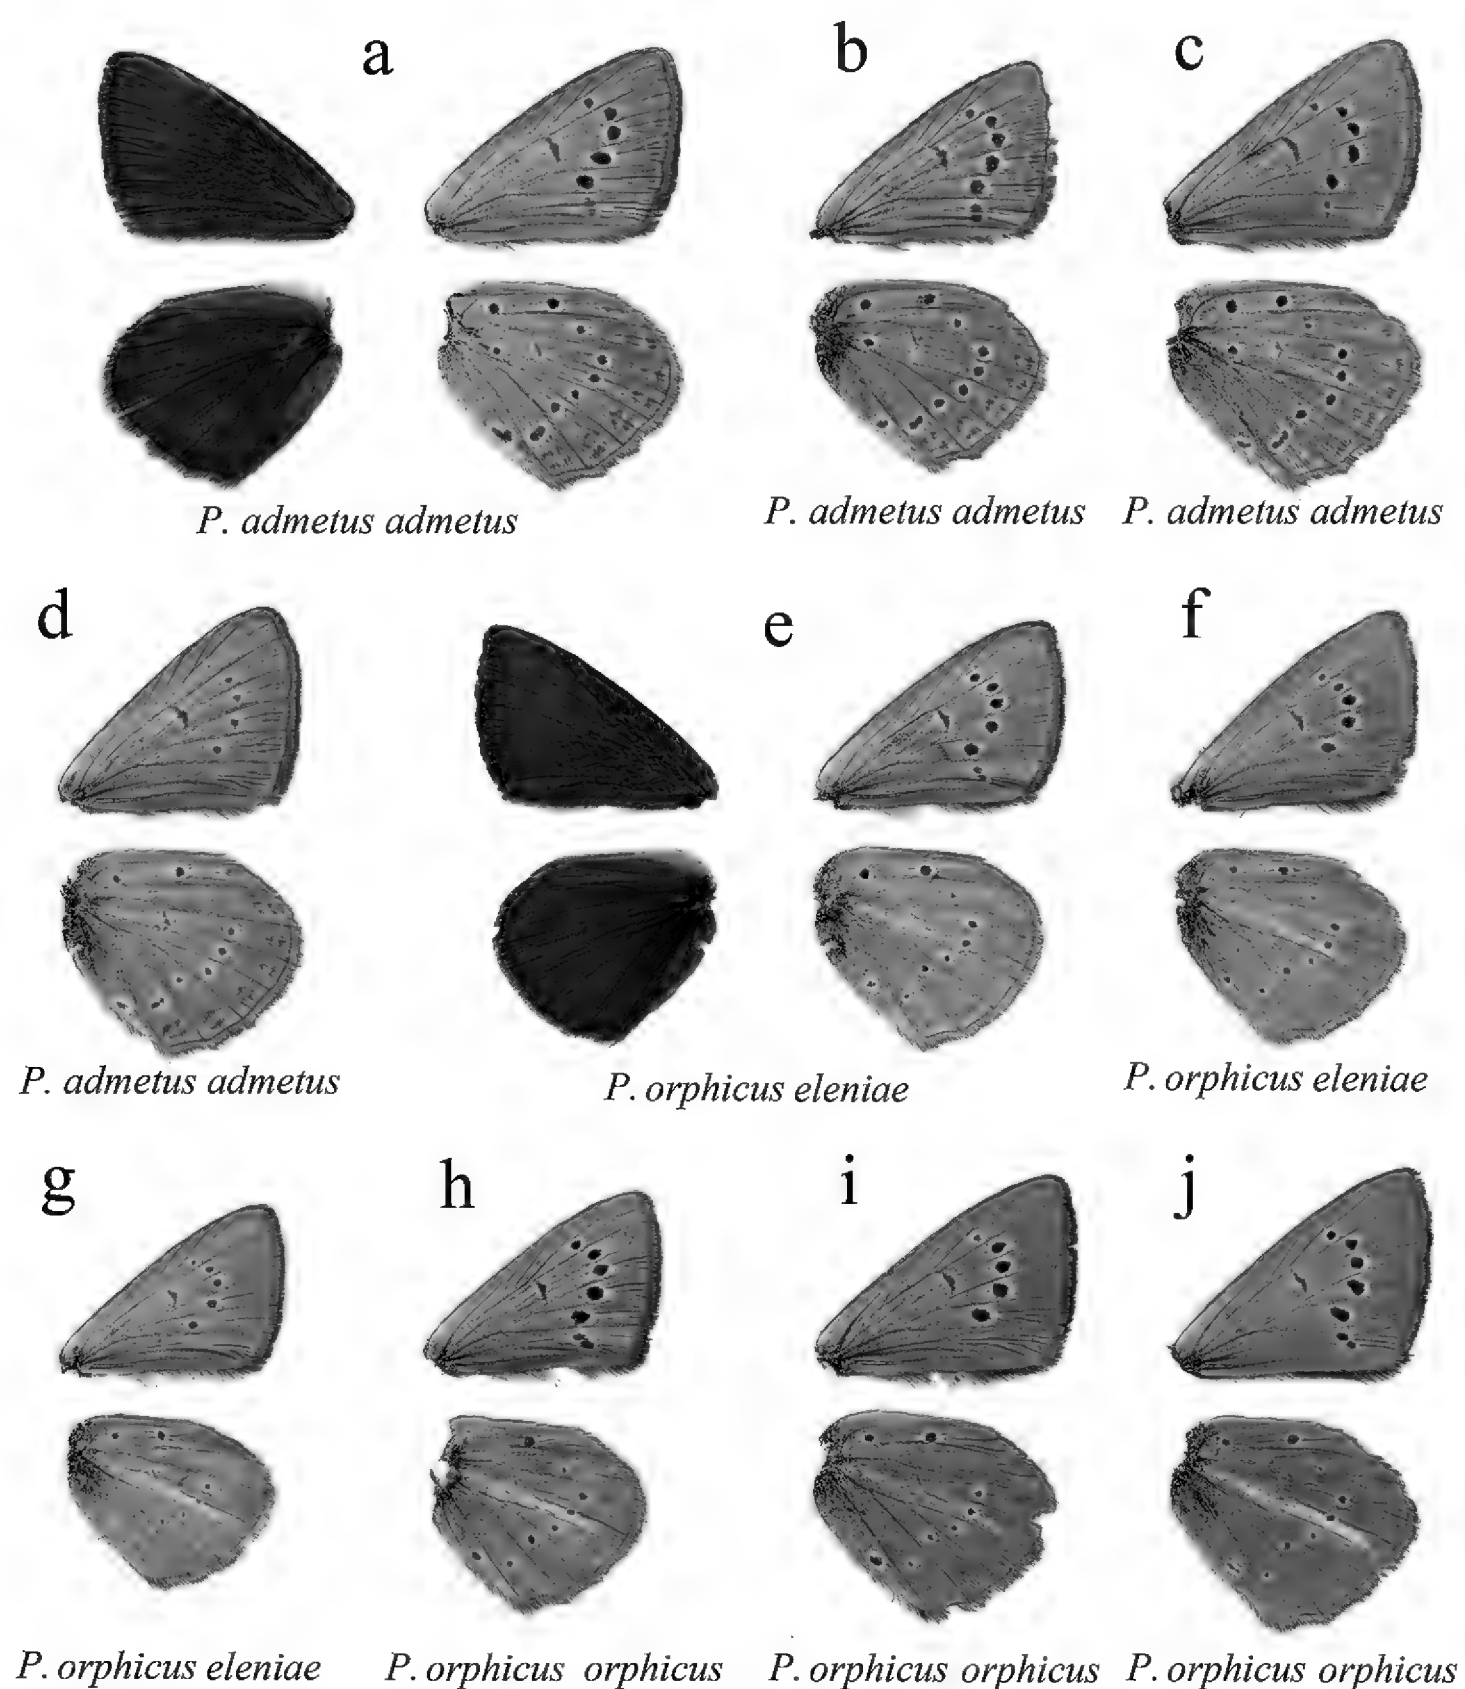 a
b
c
P. admetus admetus
P. admetus admetus
P. admetus admetus
d
e
f
P. admetus admetus
P. orphicus eleniae
P. orphicus eleniae
g
h
i
j
P. orphicus eleniae
P. orphicus orphicus
P. orphicus orphicus
P. orphicus orphicus